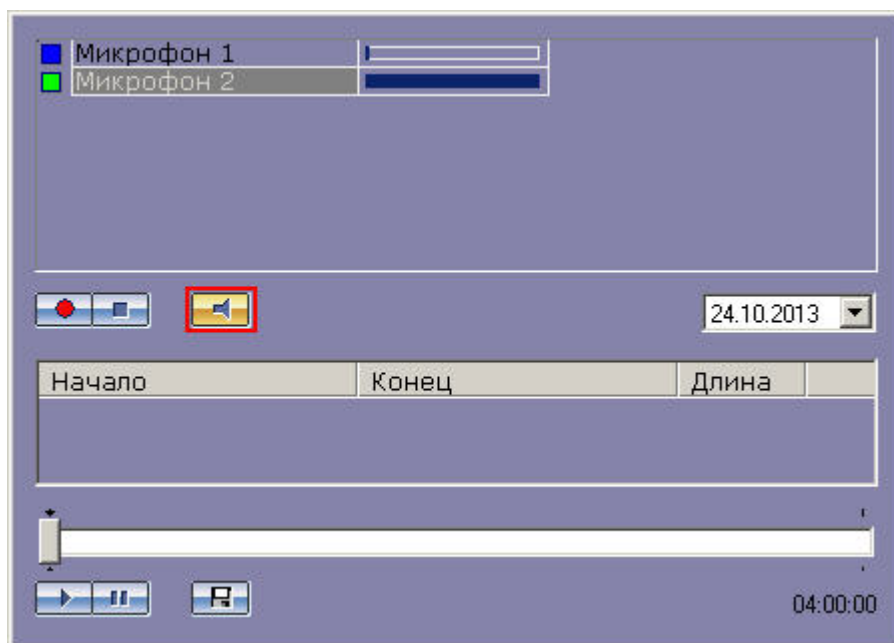 Микрофон 1
Микрофон 2
24.10.2013
Начало Конец Длина
04:00:00